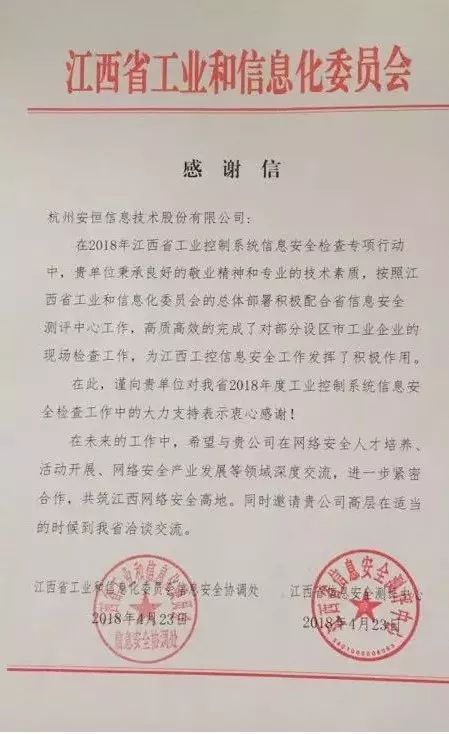 江西省工业和信息化委员会
感谢信
杭州安恒信息技术股份有限公司:
在2018年江西省工业控制系统信息安全检查专项行动
中，贵单位秉承良好的敬业精神和专业的技术素质，按照江
西省工业和信息化委员会的总体部署积极配合省信息安全
测评中心工作，高质高效的完成了对部分设区市工业企业的
现场检查工作，为江西工控信息安全工作发挥了积极作用。
在此，谨向贵单位对我省2018年度工业控制系统信息安
全检查工作中的大力支持表示衷心感谢！
在未来的工作中，希望与贵公司在网络安全人才培养、
活动开展、网络安全产业发展等领域深度交流，进一步紧密
合作，共筑江西网络安全高地。同时邀请贵公司高层在适当
的时候到我省洽谈交流。
江西省工业和信息化委员会信息安全协调处
江西省信息安全测评中心
2018年4月23日
2018年4月23日
信息安全协调处